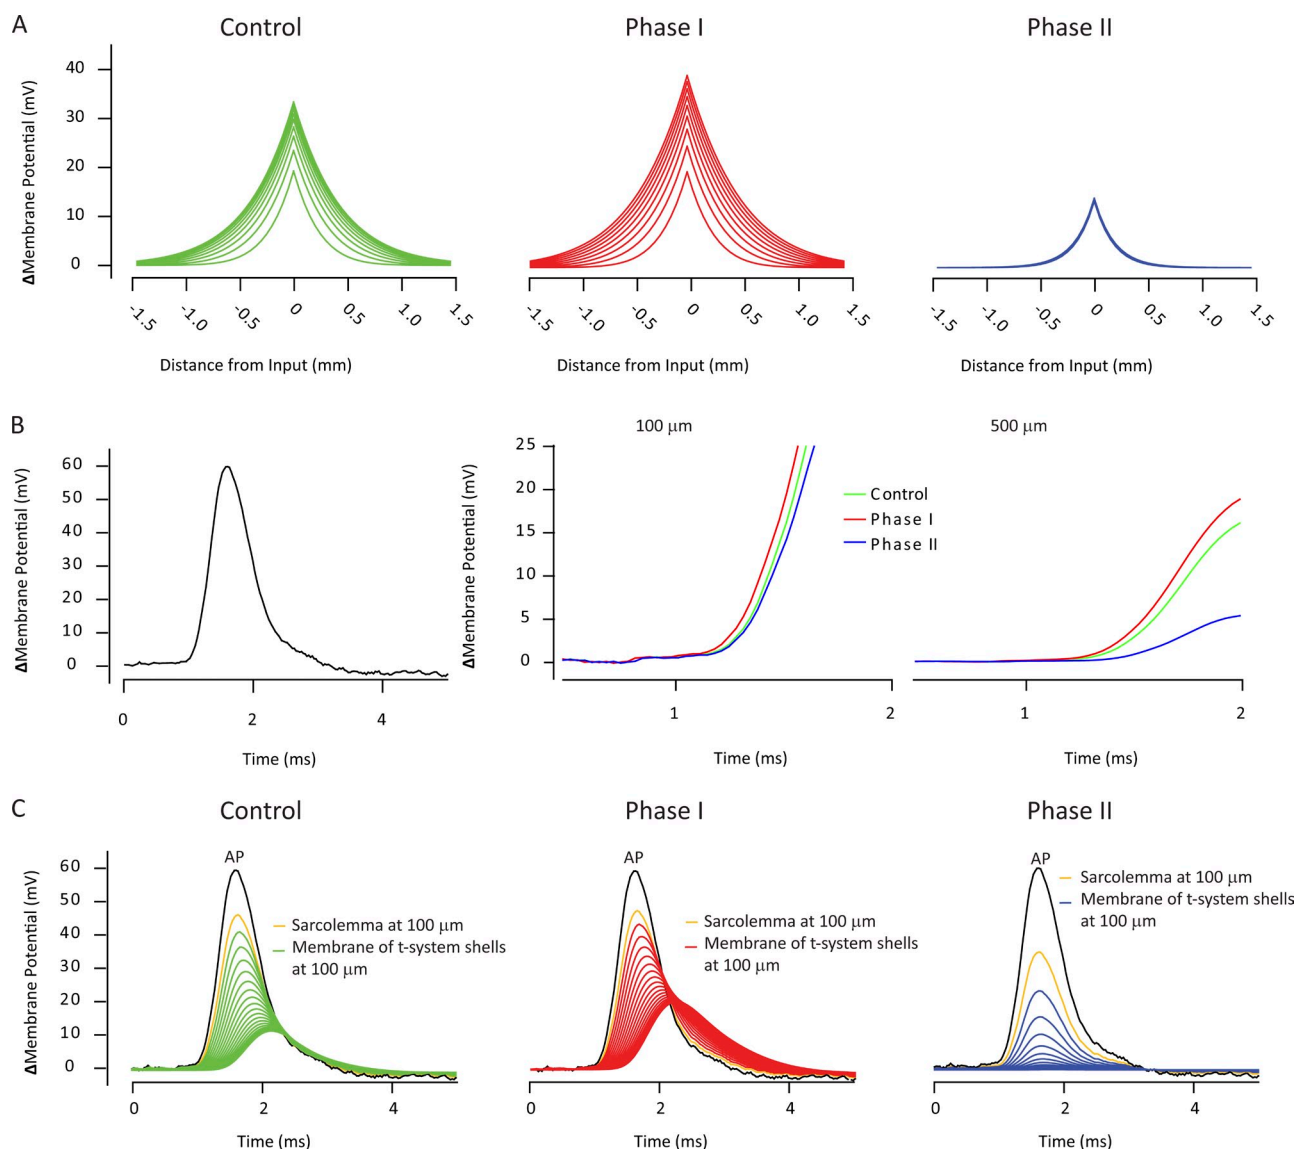 A
Control
Phase I
Phase II
ΔMembrane Potential (mV)
40
30
20
10
0
-1.5
-1.0
-0.5
0
0.5
1.0
1.5
-1.5
-1.0
-0.5
0
0.5
1.0
1.5
-1.5
-1.0
-0.5
0
0.5
1.0
1.5
Distance from Input (mm)
Distance from Input (mm)
Distance from Input (mm)
B
ΔMembrane Potential (mV)
60
50
40
30
20
10
0
0
2
4
Time (ms)
100 μm
ΔMembrane Potential (mV)
25
20
15
10
5
0
1
2
Time (ms)
Control
Phase I
Phase II
500 μm
1
2
Time (ms)
C
Control
Phase I
Phase II
ΔMembrane Potential (mV)
60
50
40
30
20
10
0
AP
Sarcolemma at 100 μm
Membrane of t-system shells
at 100 μm
0
2
4
Time (ms)
AP
Sarcolemma at 100 μm
Membrane of t-system shells
at 100 μm
0
2
4
Time (ms)
AP
Sarcolemma at 100 μm
Membrane of t-system shells
at 100 μm
0
2
4
Time (ms)